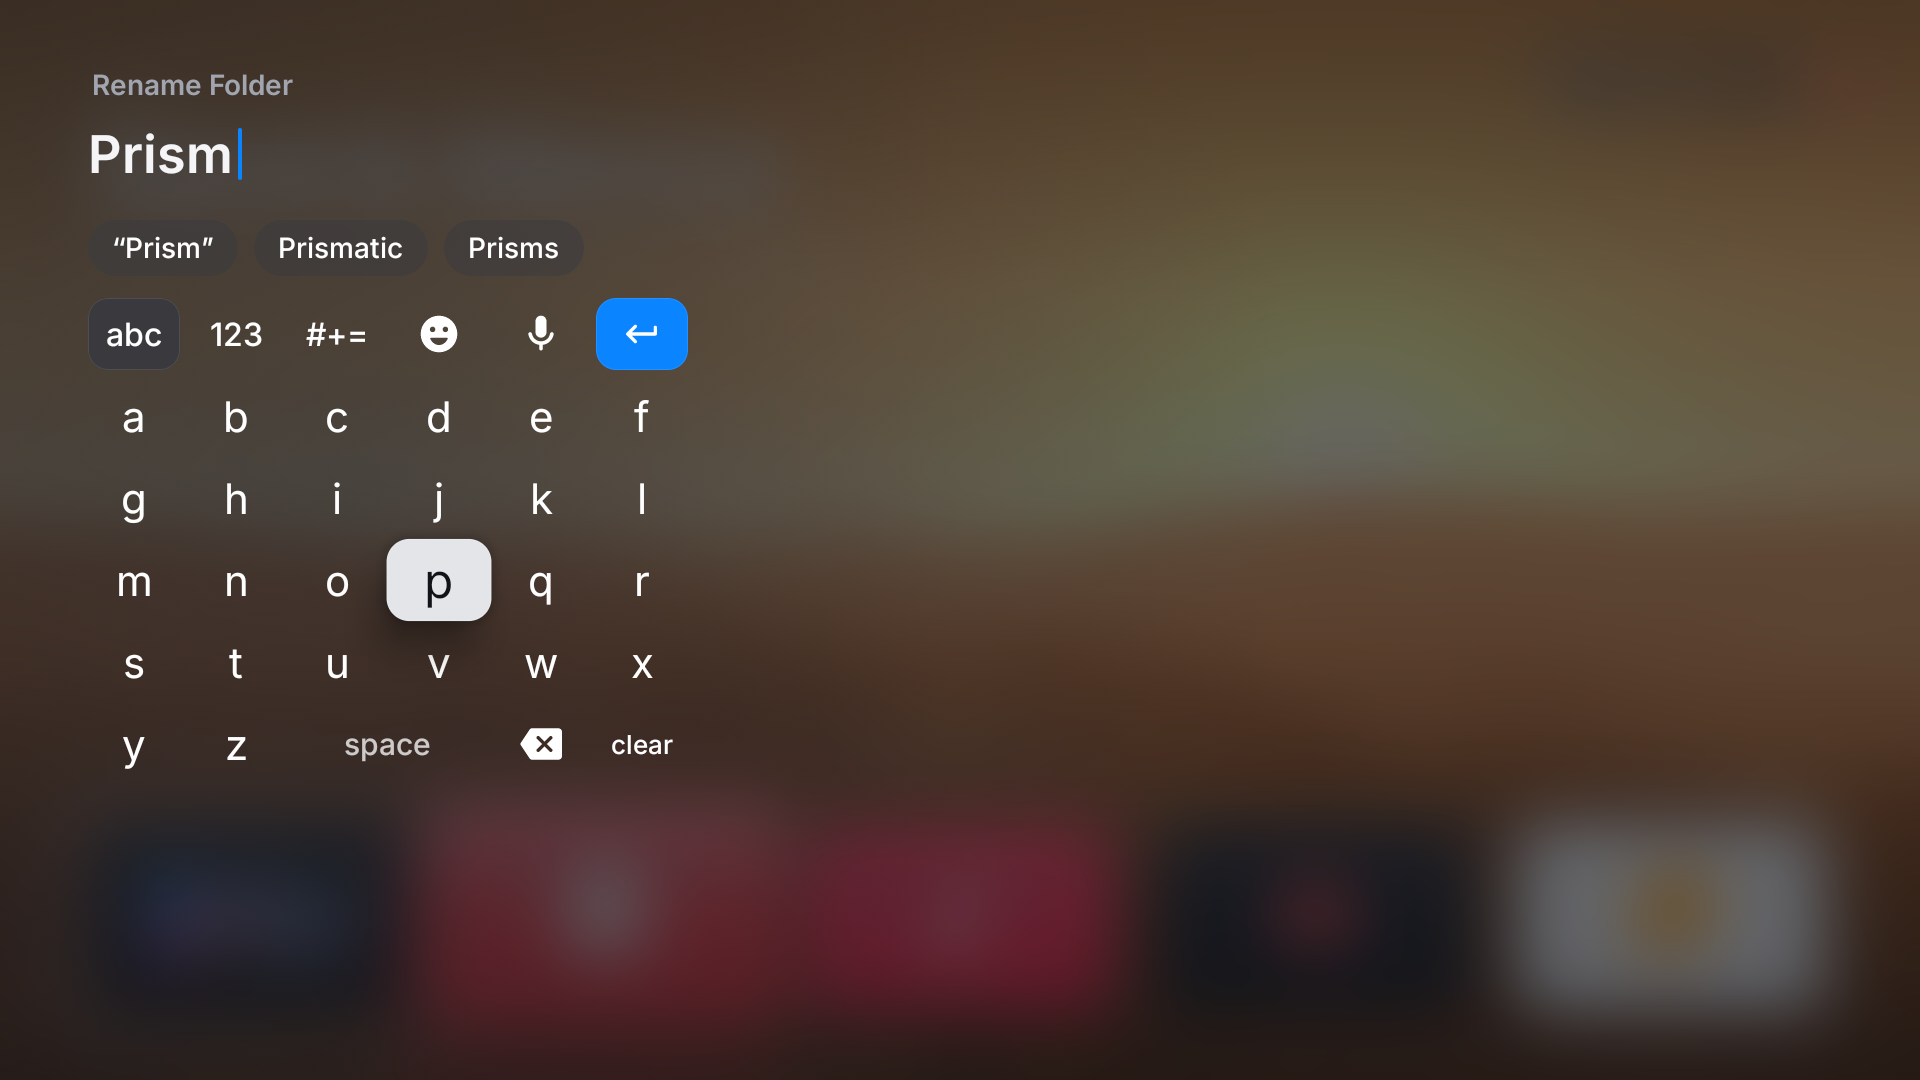 Rename Folder
Prism
“Prism” Prismatic Prisms
abc 123 #+=
a b c d e f
g h i j k l
m n o p q r
s t u v w x
y z space clear